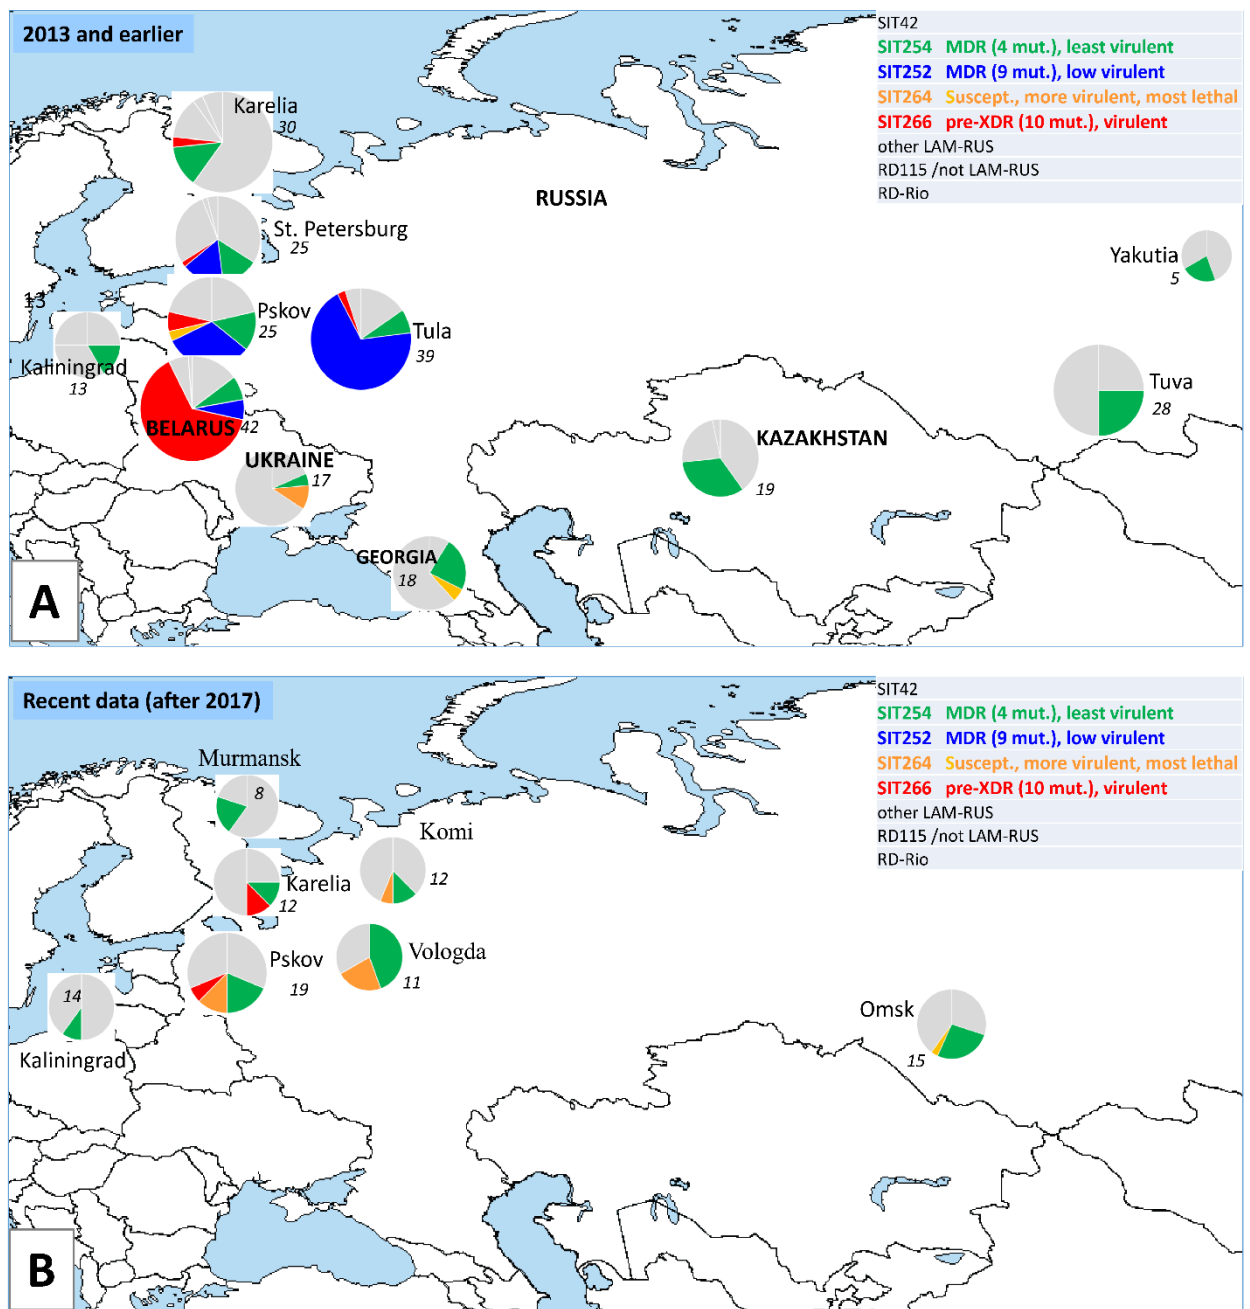 2013 and earlier
SIT42
SIT254 MDR (4 mut.), least virulent
SIT252 MDR (9 mut.), low virulent
SIT264 Suscept., more virulent, most lethal
SIT266 pre-XDR (10 mut.), virulent
other LAM-RUS
RD115 /not LAM-RUS
RD-Rio
Karelia
30
RUSSIA
St. Petersburg
25
Yakutia
5
13
Pskov
25
Tula
39
Kaliningrad
13
Tuva
28
BELARUS 42
KAZAKHSTAN
19
UKRAINE
17
GEORGIA
18
A
Recent data (after 2017)
SIT42
SIT254 MDR (4 mut.), least virulent
SIT252 MDR (9 mut.), low virulent
SIT264 Suscept., more virulent, most lethal
SIT266 pre-XDR (10 mut.), virulent
other LAM-RUS
RD115 /not LAM-RUS
RD-Rio
Murmansk
8
Komi
12
Karelia
12
Pskov
19
Vologda
11
14
Kaliningrad
Omsk
15
B